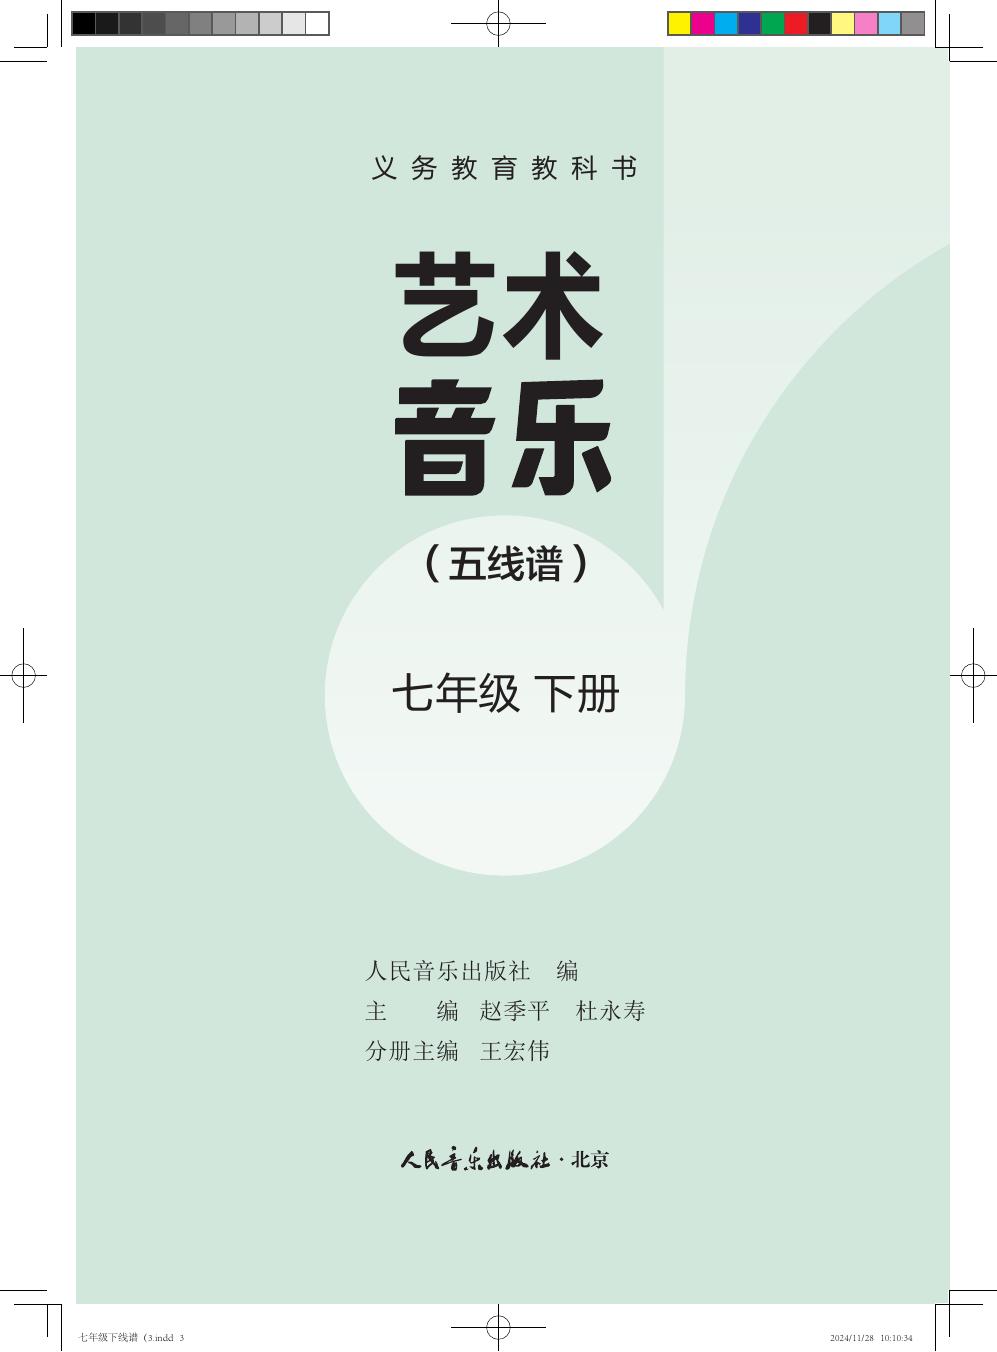 义务教育教科书
艺术
音乐
（五线谱）
七年级 下册
人民音乐出版社 编
主 编 赵季平 杜永寿
分册主编 王宏伟
人民音乐出版社·北京
七年级下线谱（3.indd 3
2024/11/28 10:10:34